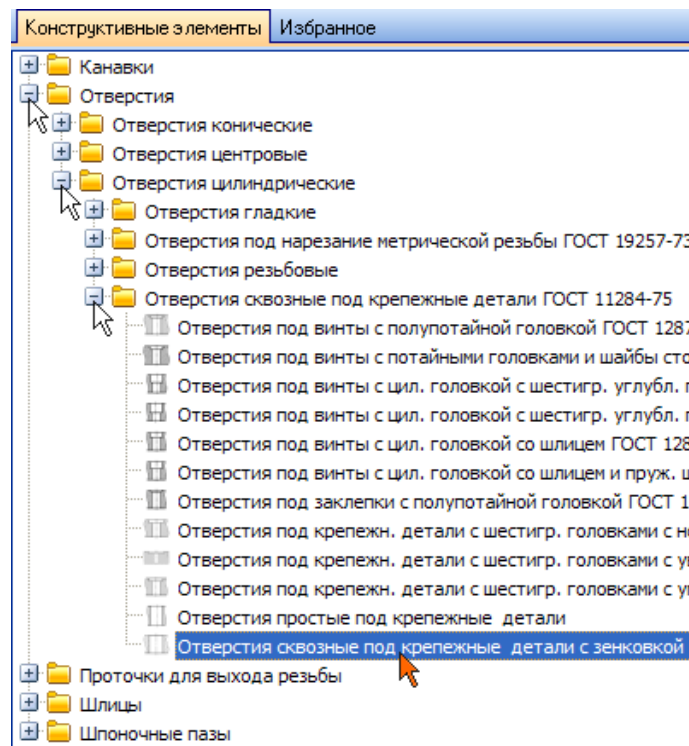 Конструктивные элементы Избранное
Канавки
Отверстия
Отверстия конические
Отверстия центровые
Отверстия цилиндрические
Отверстия гладкие
Отверстия под нарезание метрической резьбы ГОСТ 19257-73
Отверстия резьбовые
Отверстия сквозные под крепежные детали ГОСТ 11284-75
Отверстия под винты с полупотайной головкой ГОСТ 1287
Отверстия под винты с потайными головками и шайбы сто
Отверстия под винты с цил. головкой с шестигр. углубл.
Отверстия под винты с цил. головкой с шестигр. углубл.
Отверстия под винты с цил. головкой со шлицем ГОСТ 128
Отверстия под винты с цил. головкой со шлицем и пруж. ш
Отверстия под заклепки с полупотайной головкой ГОСТ 1
Отверстия под крепежн. детали с шестигр. головками с н
Отверстия под крепежн. детали с шестигр. головками с у
Отверстия под крепежн. детали с шестигр. головками с у
Отверстия простые под крепежные детали
Отверстия сквозные под крепежные детали с зенковкой
Проточки для выхода резьбы
Шлицы
Шпоночные пазы